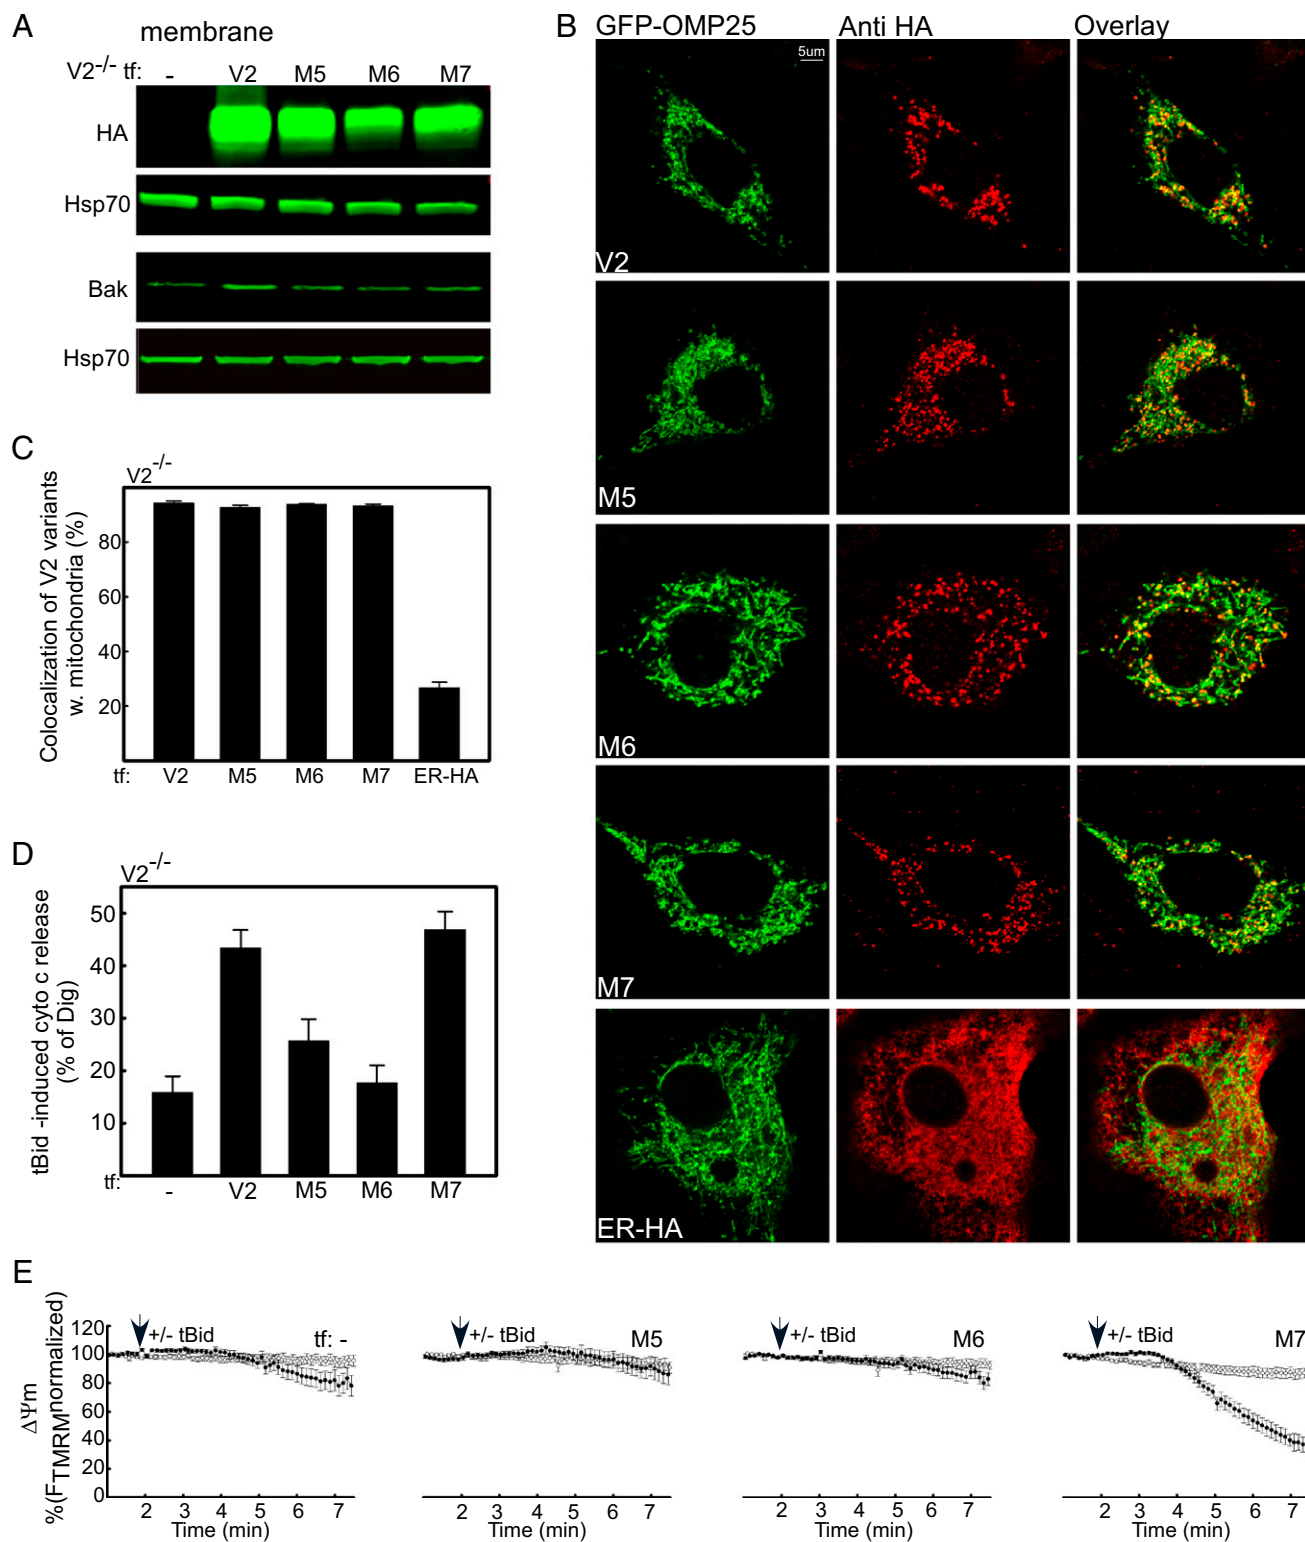 A
membrane
V2-/- tf: - V2 M5 M6 M7
HA
Hsp70
Bak
Hsp70
B
GFP-OMP25 Anti HA Overlay
5um
V2
M5
M6
M7
ER-HA
C
V2-/-
Colocalization of V2 variants
w. mitochondria (%)
80
60
40
20
tf: V2 M5 M6 M7 ER-HA
D
V2-/-
tBid -induced cyto c release
(% of Dig)
50
40
30
20
10
tf: - V2 M5 M6 M7
E
ΔΨm
%(FTMRMnormalized)
120
100
80
60
40
20
0
+/- tBid tf: -
2 3 4 5 6 7
Time (min)
+/- tBid M5
2 3 4 5 6 7
Time (min)
+/- tBid M6
2 3 4 5 6 7
Time (min)
+/- tBid M7
2 3 4 5 6 7
Time (min)